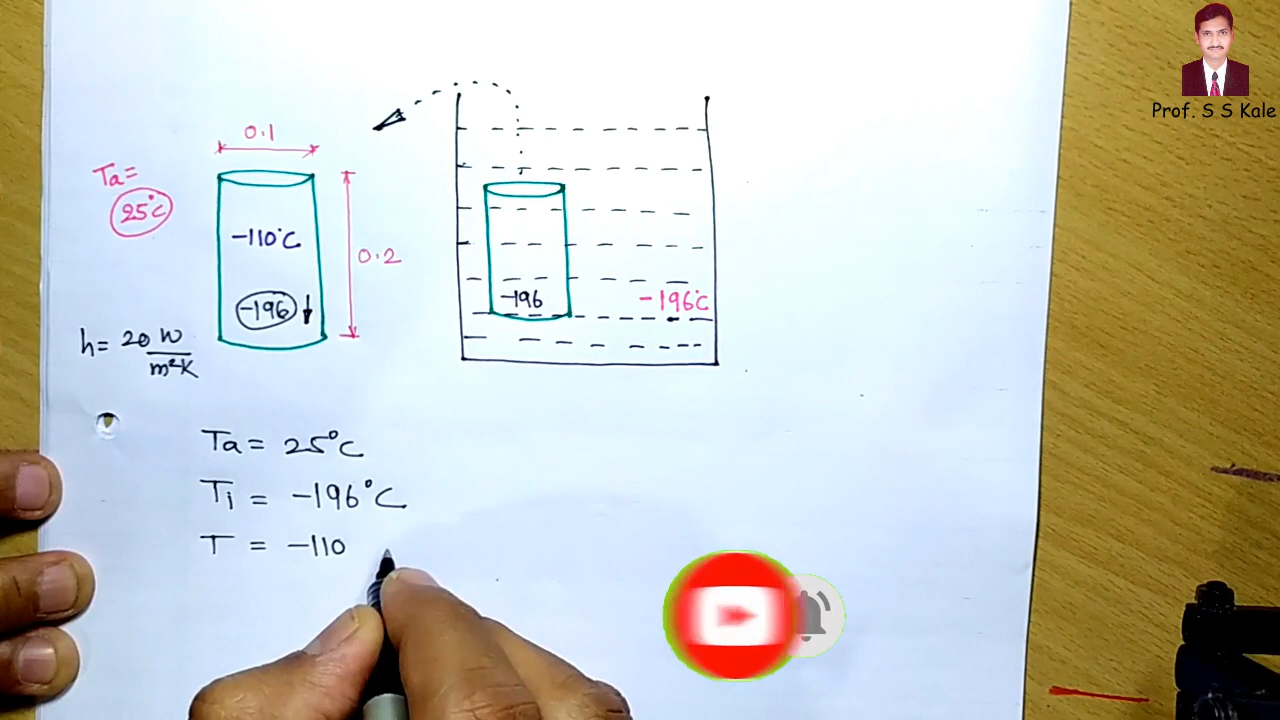 Prof. S S Kale
0.1
Ta =
25°C
-110°C
0.2
-196
-196
-196°C
h = 20 W
m²K
Ta = 25°C
Ti = -196°C
T = -110